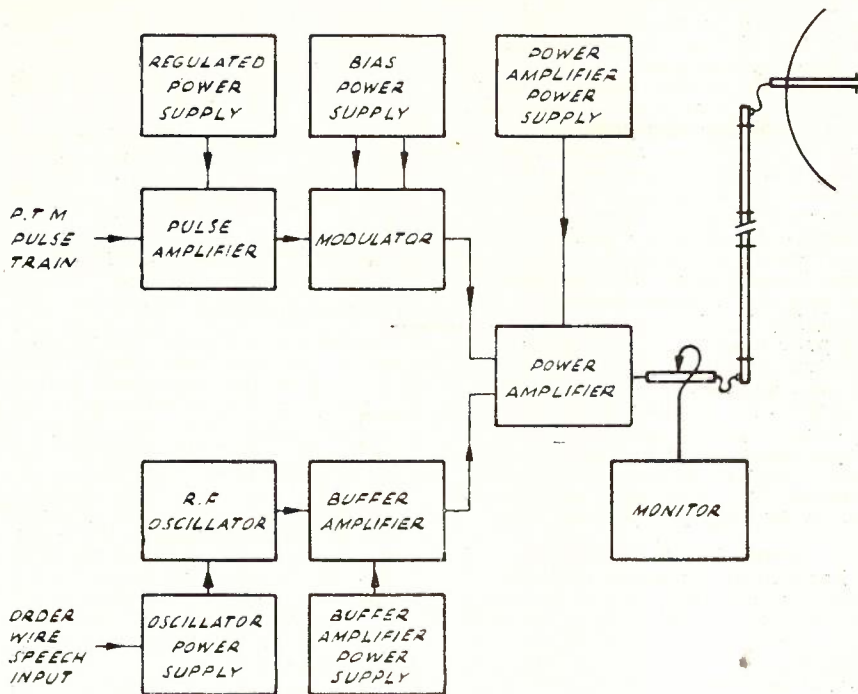 REGULATED
POWER
SUPPLY
BIAS
POWER
SUPPLY
POWER
AMPLIFIER
POWER
SUPPLY
P.T M
PULSE
TRAIN
PULSE
AMPLIFIER
MODULATOR
POWER
AMPLIFIER
R.F
OSCILLATOR
BUFFER
AMPLIFIER
MONITOR
ORDER
WIRE
SPEECH
INPUT
OSCILLATOR
POWER
SUPPLY
BUFFER
AMPLIFIER
POWER
SUPPLY